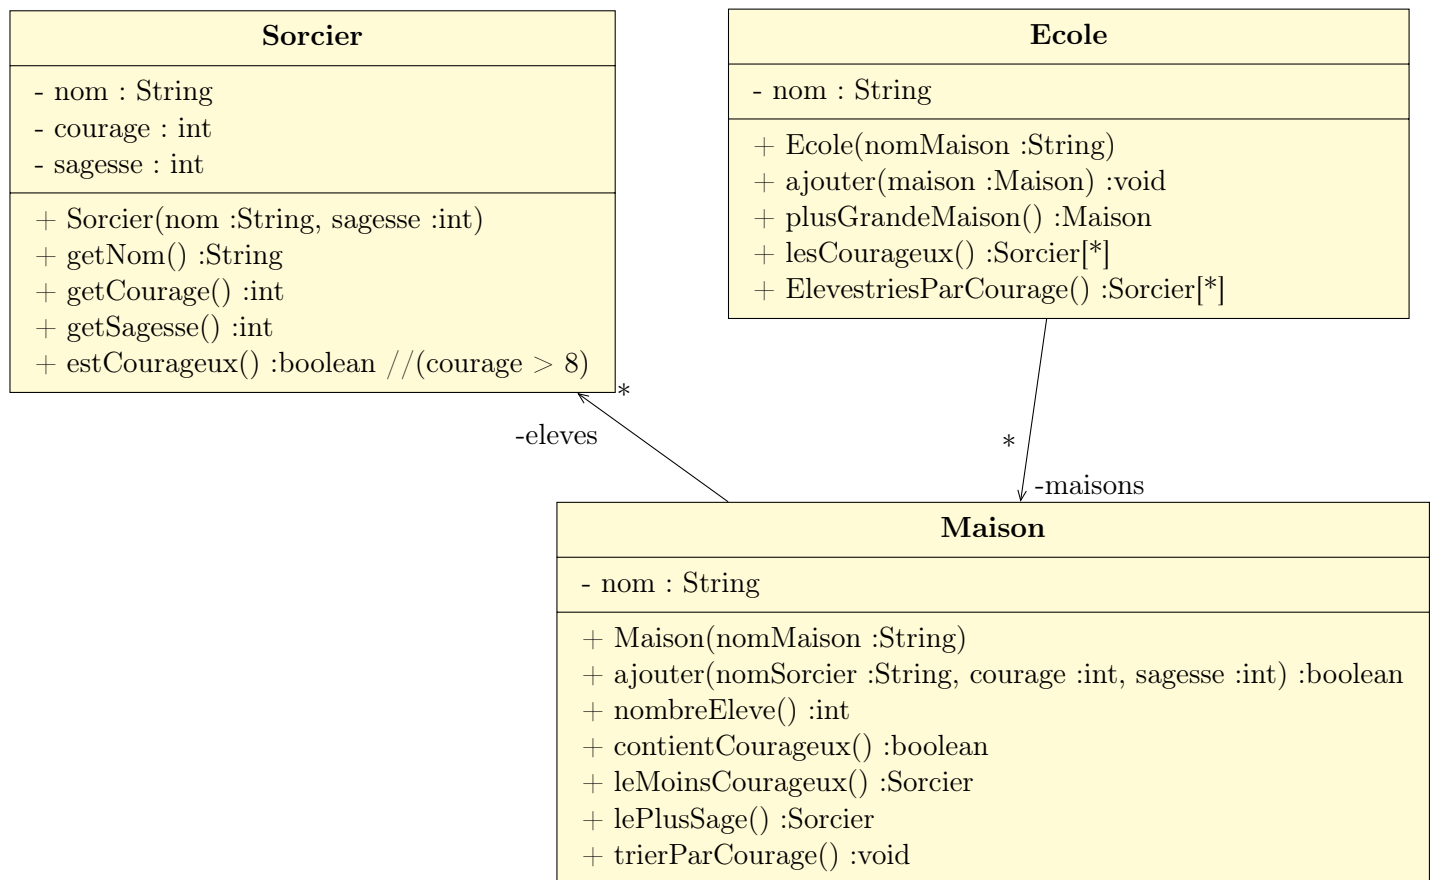 Sorcier
- nom : String
- courage : int
- sagesse : int
+ Sorcier(nom :String, sagesse :int)
+ getNom() :String
+ getCourage() :int
+ getSagesse() :int
+ estCourageux() :boolean //(courage > 8)
Ecole
- nom : String
+ Ecole(nomMaison :String)
+ ajouter(maison :Maison) :void
+ plusGrandeMaison() :Maison
+ lesCourageux() :Sorcier[*]
+ ElevestriesParCourage() :Sorcier[*]
*
-eleves
*
-maisons
Maison
- nom : String
+ Maison(nomMaison :String)
+ ajouter(nomSorcier :String, courage :int, sagesse :int) :boolean
+ nombreEleve() :int
+ contientCourageux() :boolean
+ leMoinsCourageux() :Sorcier
+ lePlusSage() :Sorcier
+ trierParCourage() :void